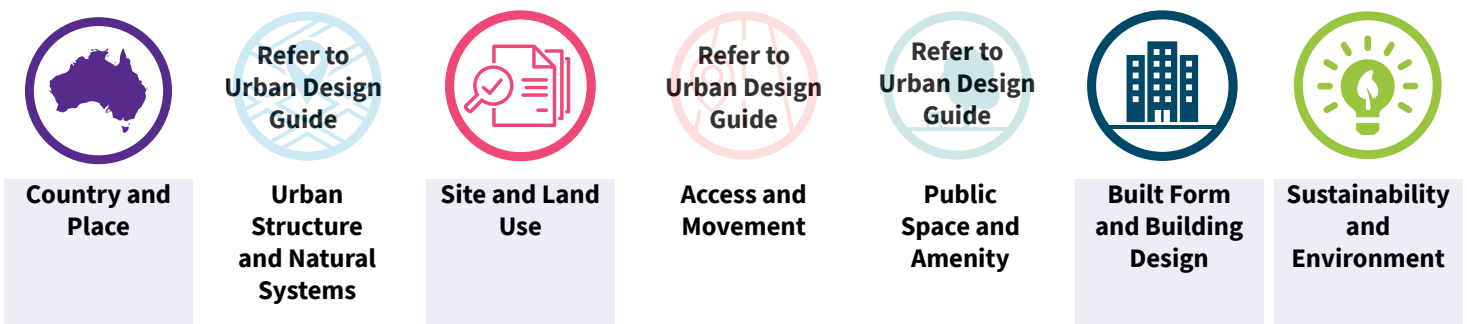 Refer to
Urban Design
Guide
Refer to
Urban Design
Guide
Refer to
Urban Design
Guide
Country and
Place
Urban
Structure
and Natural
Systems
Site and Land
Use
Access and
Movement
Public
Space and
Amenity
Built Form
and Building
Design
Sustainability
and
Environment